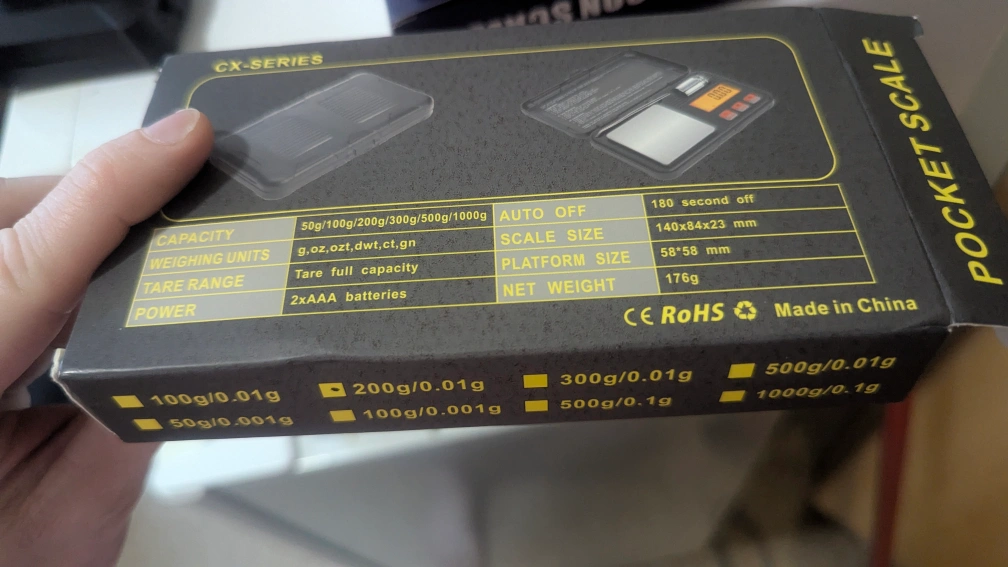 CX-SERIES
CAPACITY 50g/100g/200g/300g/500g/1000g
WEIGHING UNITS g,oz,ozt,dwt,ct,gn
TARE RANGE Tare full capacity
POWER 2xAAA batteries
AUTO OFF 180 second off
SCALE SIZE 140x84x23 mm
PLATFORM SIZE 58*58 mm
NET WEIGHT 176g
CE RoHS Made in China
100g/0.01g 200g/0.01g 300g/0.01g 500g/0.01g
50g/0.001g 100g/0.001g 500g/0.1g 1000g/0.1g
POCKET SCALE